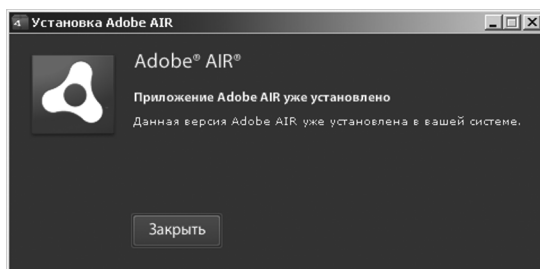 Установка Adobe AIR
Adobe® AIR®
Приложение Adobe AIR уже установлено
Данная версия Adobe AIR уже установлена в вашей системе.
Закрыть